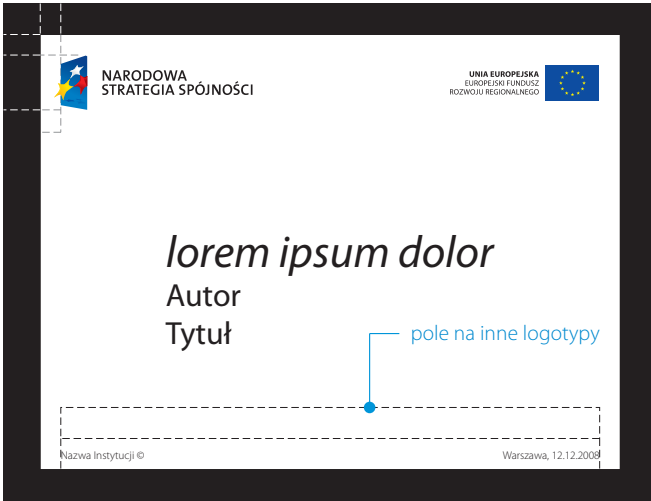 NARODOWA
STRATEGIA SPÓJNOŚCI
UNIA EUROPEJSKA
EUROPEJSKI FUNDUSZ
ROZWOJU REGIONALNEGO
lorem ipsum dolor
Autor
Tytuł
pole na inne logotypy
Nazwa Instytucji ©
Warszawa, 12.12.2008